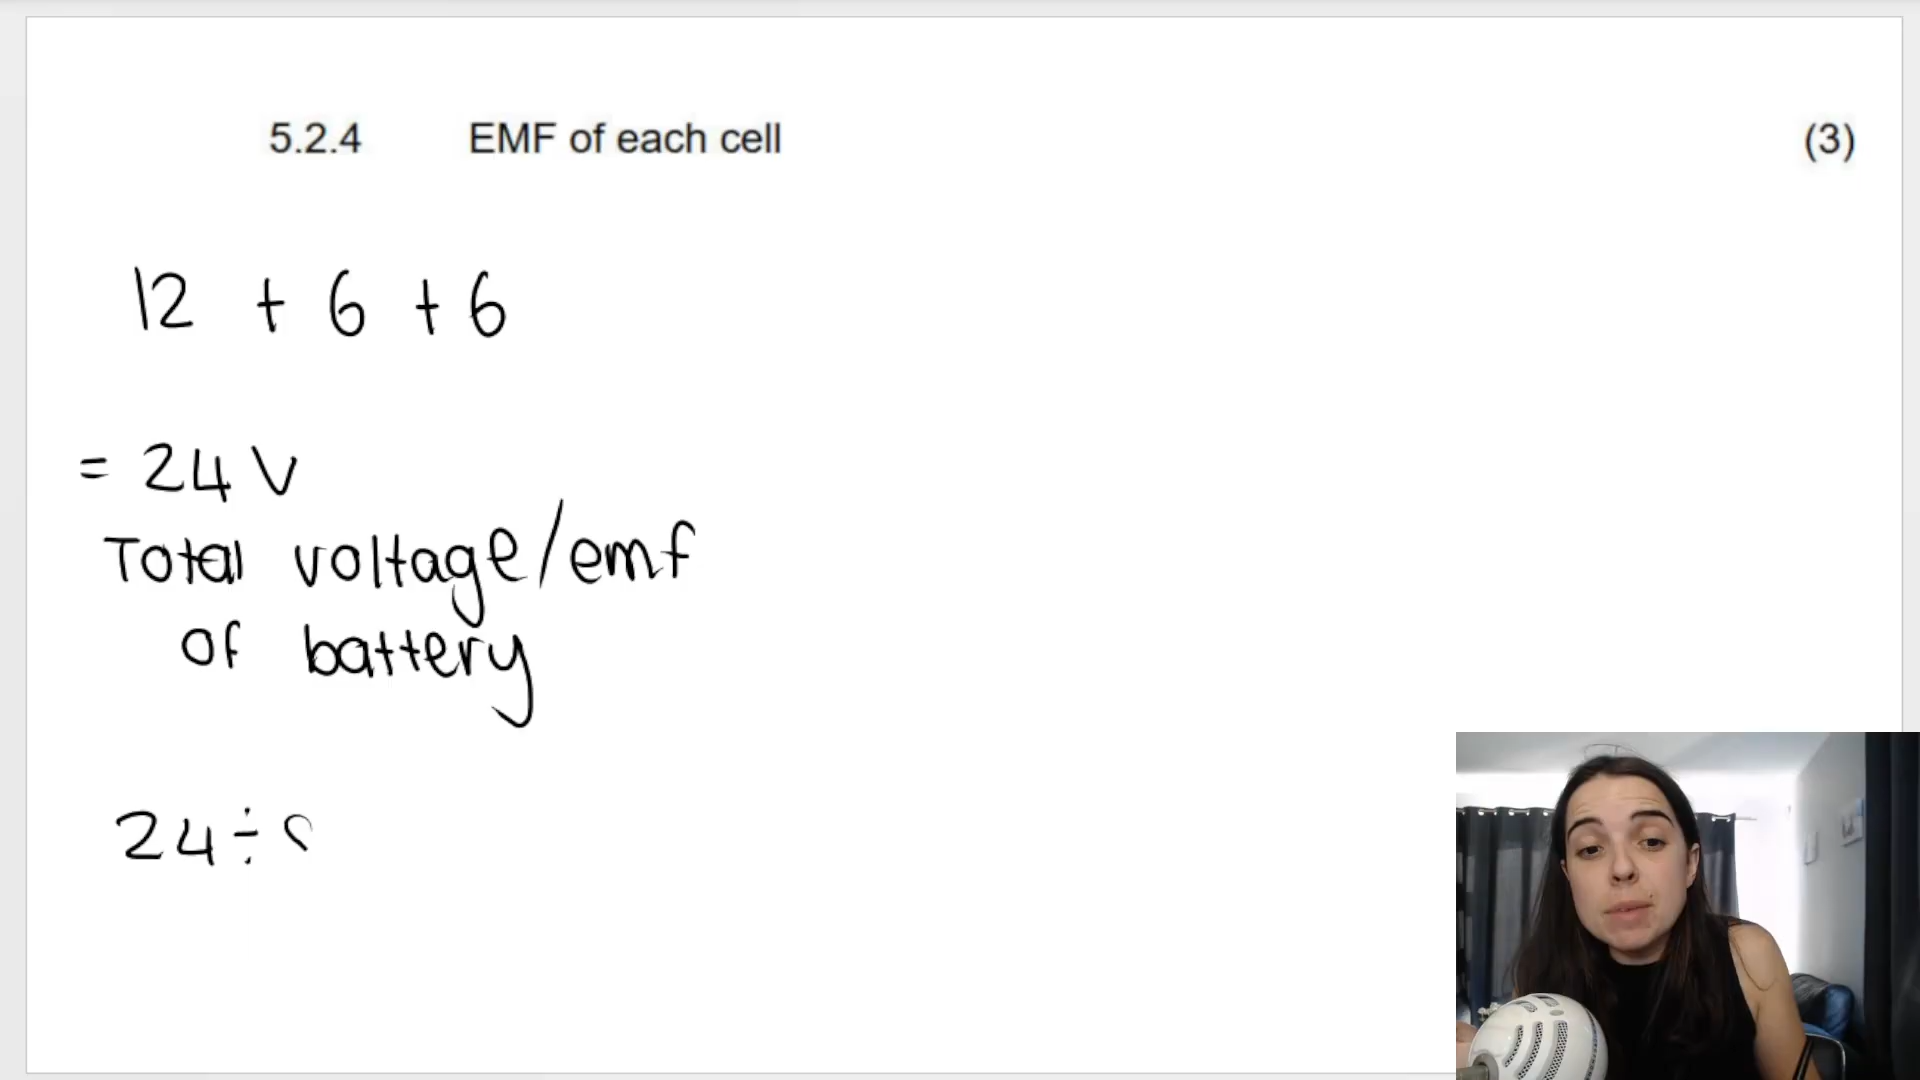 5.2.4 EMF of each cell (3)
12 + 6 + 6
= 24 V
Total voltage/emf
of battery
24 ÷